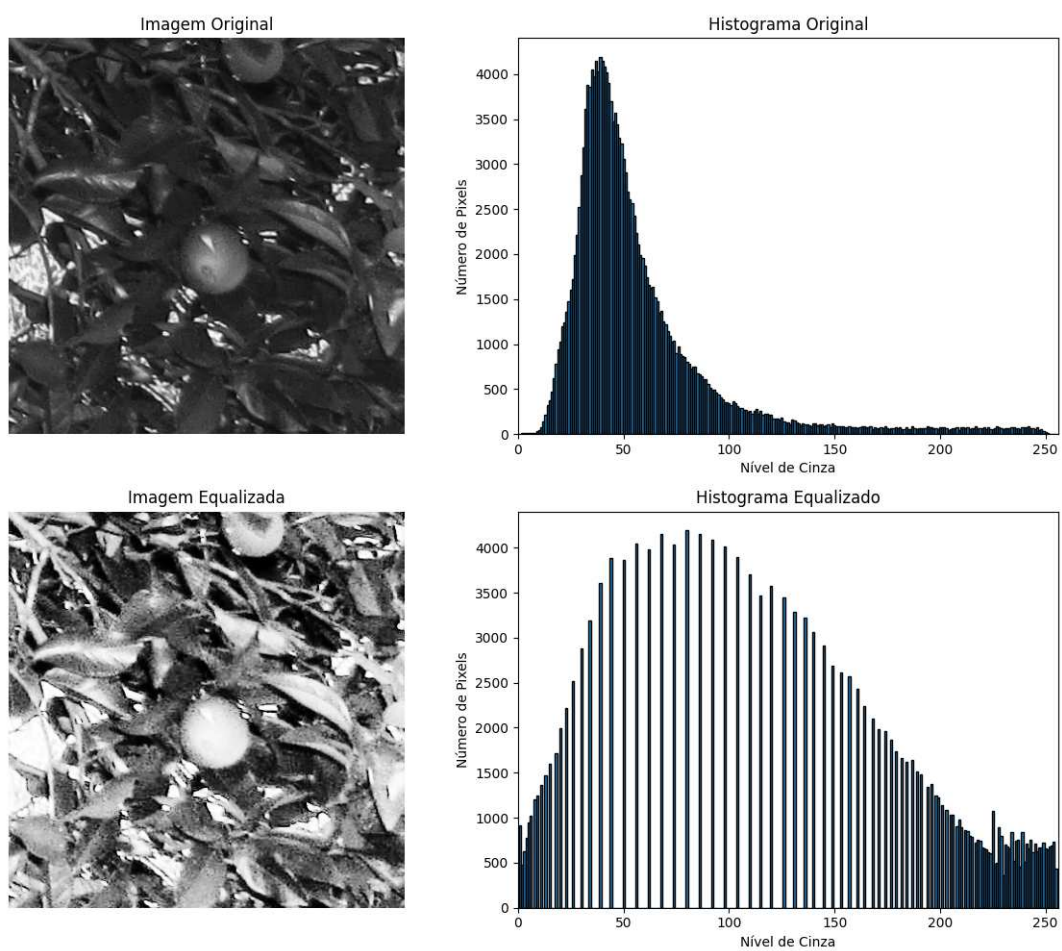 Imagem Original
Histograma Original
Número de Pixels
4000
3500
3000
2500
2000
1500
1000
500
0
0 50 100 150 200 250
Nível de Cinza
Imagem Equalizada
Histograma Equalizado
Número de Pixels
4000
3500
3000
2500
2000
1500
1000
500
0
0 50 100 150 200 250
Nível de Cinza